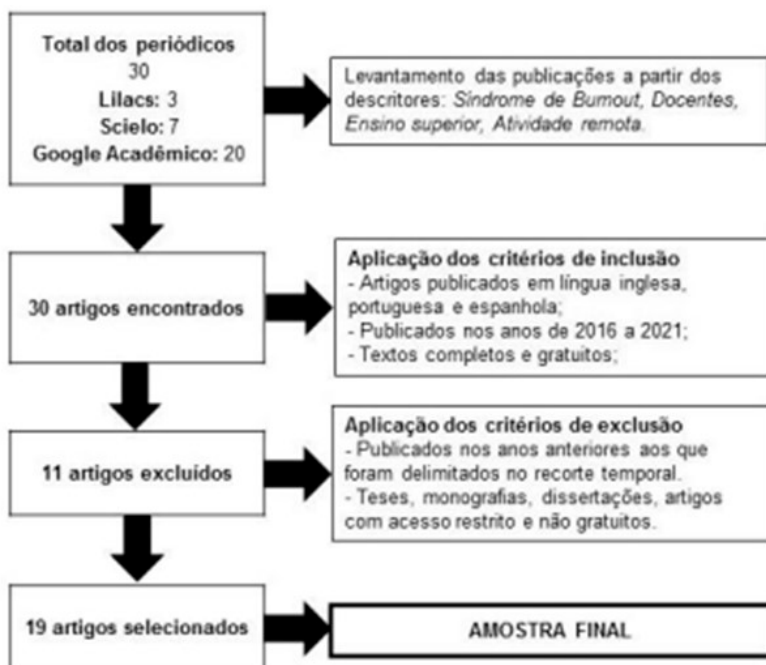 Total dos periódicos
30
Lilacs: 3
Scielo: 7
Google Acadêmico: 20
Levantamento das publicações a partir dos
descritores: Síndrome de Burnout, Docentes,
Ensino superior, Atividade remota.
30 artigos encontrados
Aplicação dos critérios de inclusão
- Artigos publicados em língua inglesa,
portuguesa e espanhola;
- Publicados nos anos de 2016 a 2021;
- Textos completos e gratuitos;
11 artigos excluídos
Aplicação dos critérios de exclusão
- Publicados nos anos anteriores aos que
foram delimitados no recorte temporal.
- Teses, monografias, dissertações, artigos
com acesso restrito e não gratuitos.
19 artigos selecionados
AMOSTRA FINAL